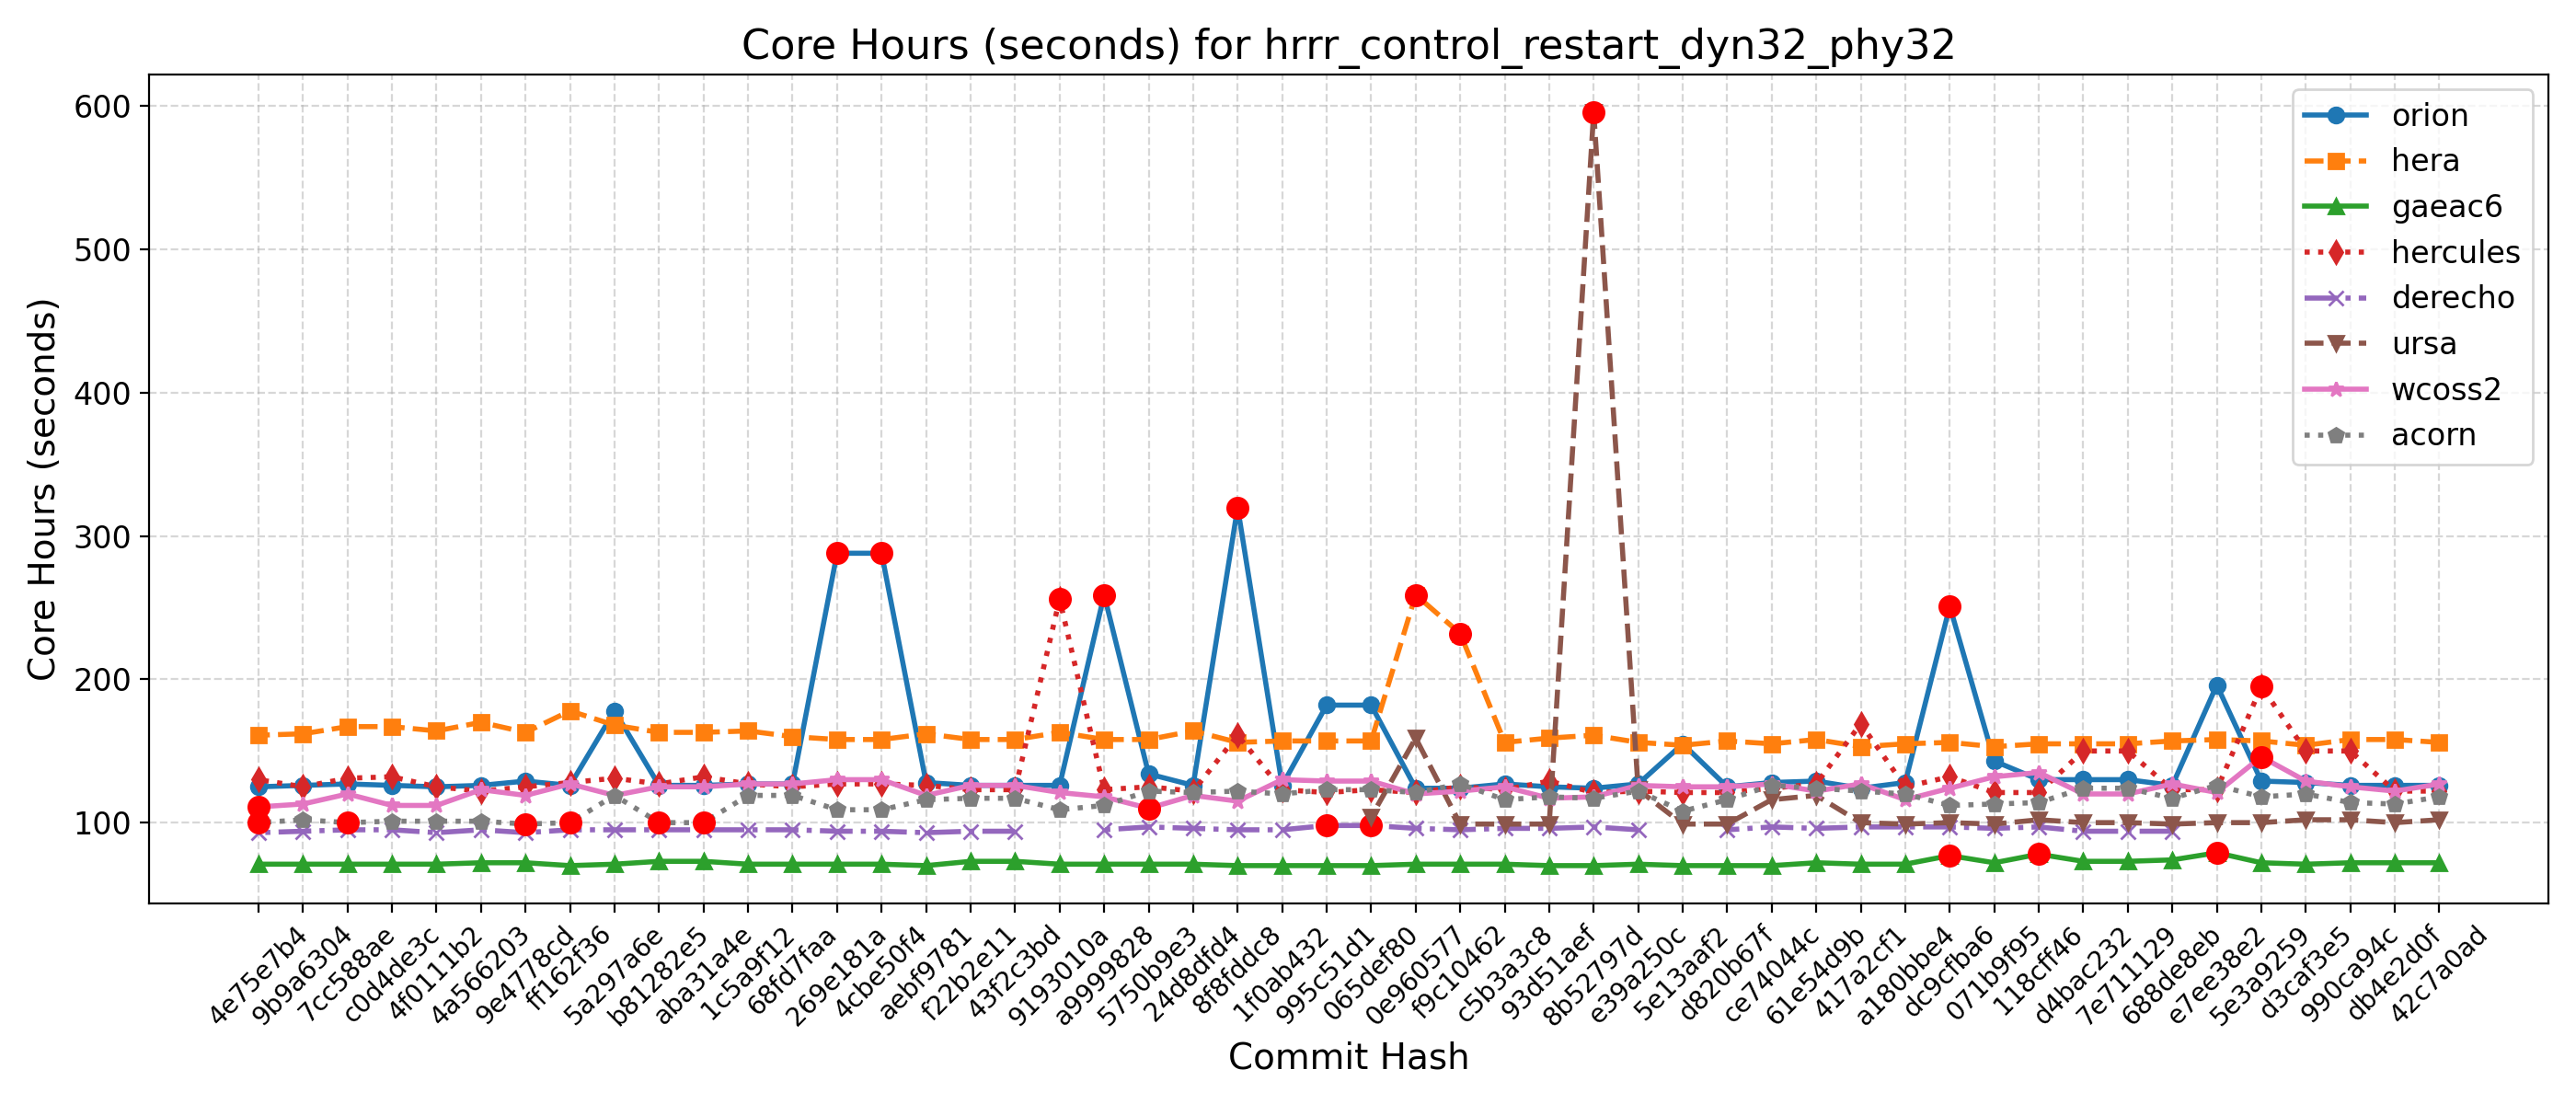 Core Hours (seconds) for hrrr_control_restart_dyn32_phy32
Core Hours (seconds)
600
500
400
300
200
100
orion
hera
gaeac6
hercules
derecho
ursa
wcoss2
acorn
4e75e7b4
9b9a6304
7cc588ae
c0d4de3c
4f0111b2
4a566203
9e4778cd
ff162f36
5a297a6e
b81282e5
aba31a4e
1c5a9f12
68fd7faa
269e181a
4cbe50f4
aebf9781
f22b2e11
43f2c3bd
9193010a
a9999828
5750b9e3
24d8dfd4
8f8fddc8
1f0ab432
995c51d1
065def80
0e960577
f9c10462
c5b3a3c8
93d51aef
8b52797d
e39a250c
5e13aaf2
d820b67f
ce74044c
61e54d9b
417a2cf1
a180bbe4
dc9cfba6
071b9f95
118cff46
d4bac232
7e711129
688de8eb
e7ee38e2
5e3a9259
d3caf3e5
990ca94c
db4e2d0f
42c7a0ad
Commit Hash